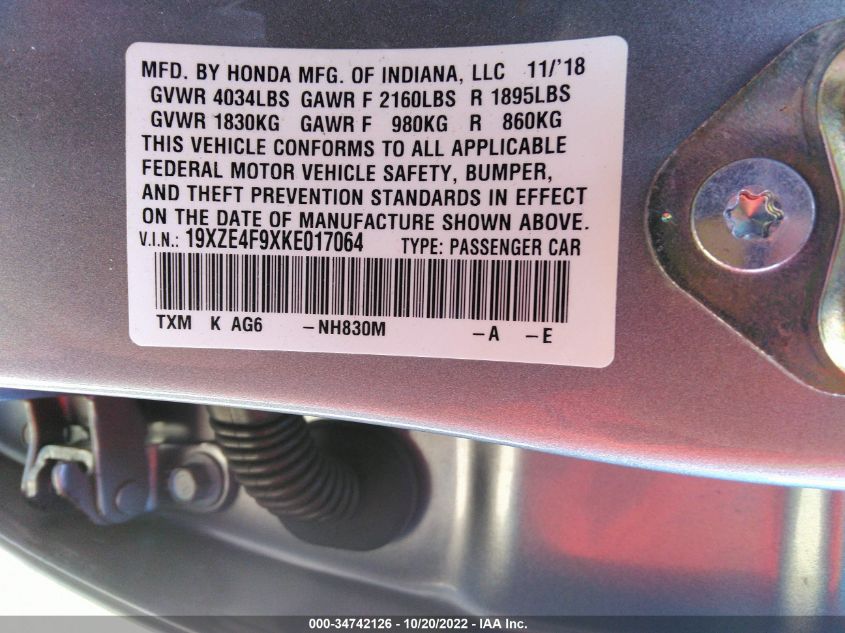 MFD. BY HONDA MFG. OF INDIANA, LLC 11/'18
GVWR 4034LBS GAWR F 2160LBS R 1895LBS
GVWR 1830KG GAWR F 980KG R 860KG
THIS VEHICLE CONFORMS TO ALL APPLICABLE
FEDERAL MOTOR VEHICLE SAFETY, BUMPER,
AND THEFT PREVENTION STANDARDS IN EFFECT
ON THE DATE OF MANUFACTURE SHOWN ABOVE.
V.I.N.: 19XZE4F9XKE017064 TYPE: PASSENGER CAR
TXM K AG6 -NH830M -A -E
000-34742126 - 10/20/2022 - IAA Inc.